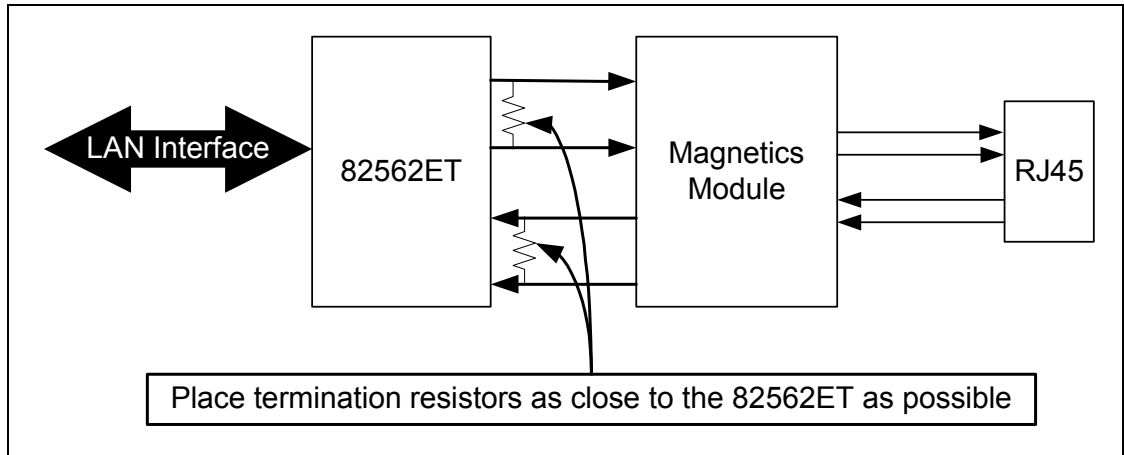 LAN Interface
82562ET
Magnetics
Module
RJ45
Place termination resistors as close to the 82562ET as possible